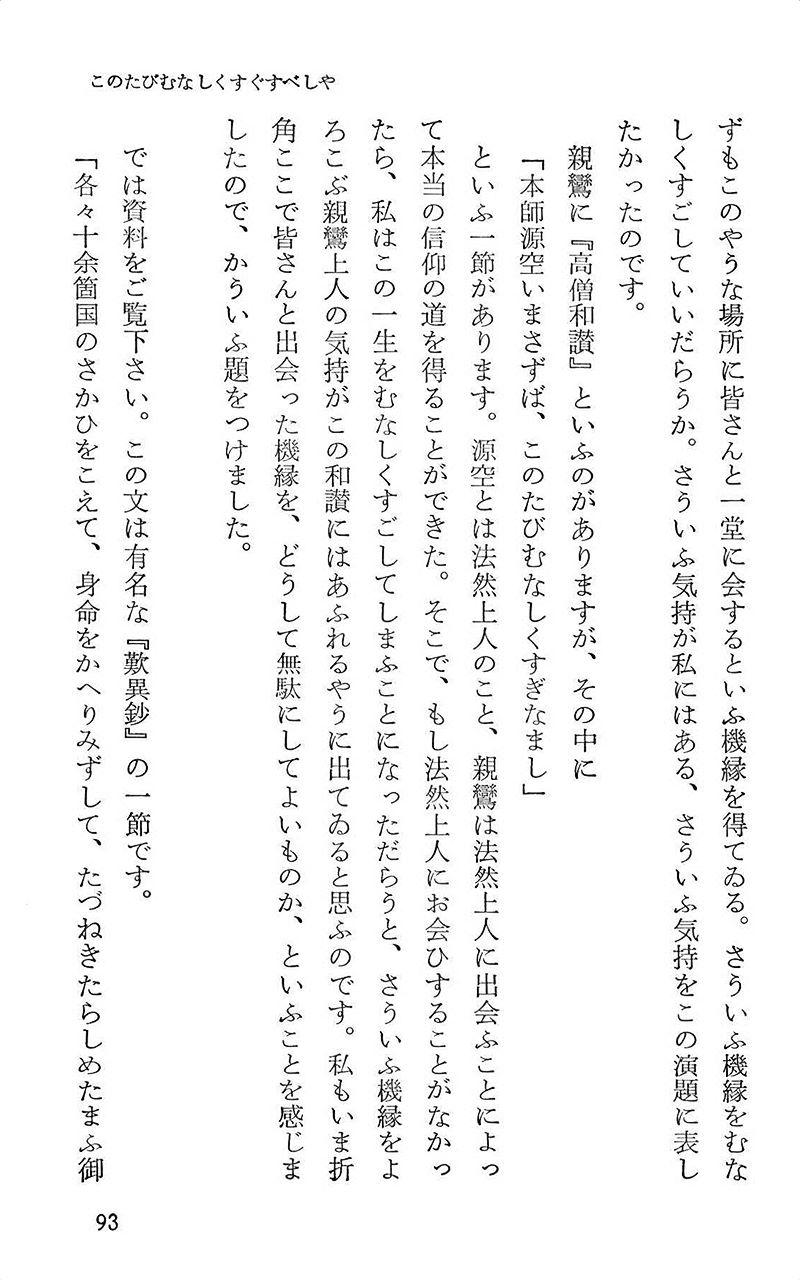 このたびむなしくすぐすべしや
ずもこのやうな場所に皆さんと一堂に会するといふ機縁を得てゐる。さういふ機縁をむな
しくすごしていいだらうか。さういふ気持が私にはある、さういふ気持をこの演題に表し
たかったのです。
親鸞に『高僧和讃』といふのがありますが、その中に
「本師源空いまさずば、このたびむなしくすぎなまし」
といふ一節があります。源空とは法然上人のこと、親鸞は法然上人に出会ふことによっ
て本当の信仰の道を得ることができた。そこで、もし法然上人にお会ひすることがなかっ
たら、私はこの一生をむなしくすごしてしまふことになっただらうと、さういふ機縁をよ
ろこぶ親鸞上人の気持がこの和讃にはあふれるやうに出てゐると思ふのです。私もいま折
角ここで皆さんと出会った機縁を、どうして無駄にしてよいものか、といふことを感じま
したので、かういふ題をつけました。
では資料をご覧下さい。この文は有名な『歎異鈔』の一節です。
「各々十余箇国のさかひをこえて、身命をかへりみずして、たづねきたらしめたまふ御
93